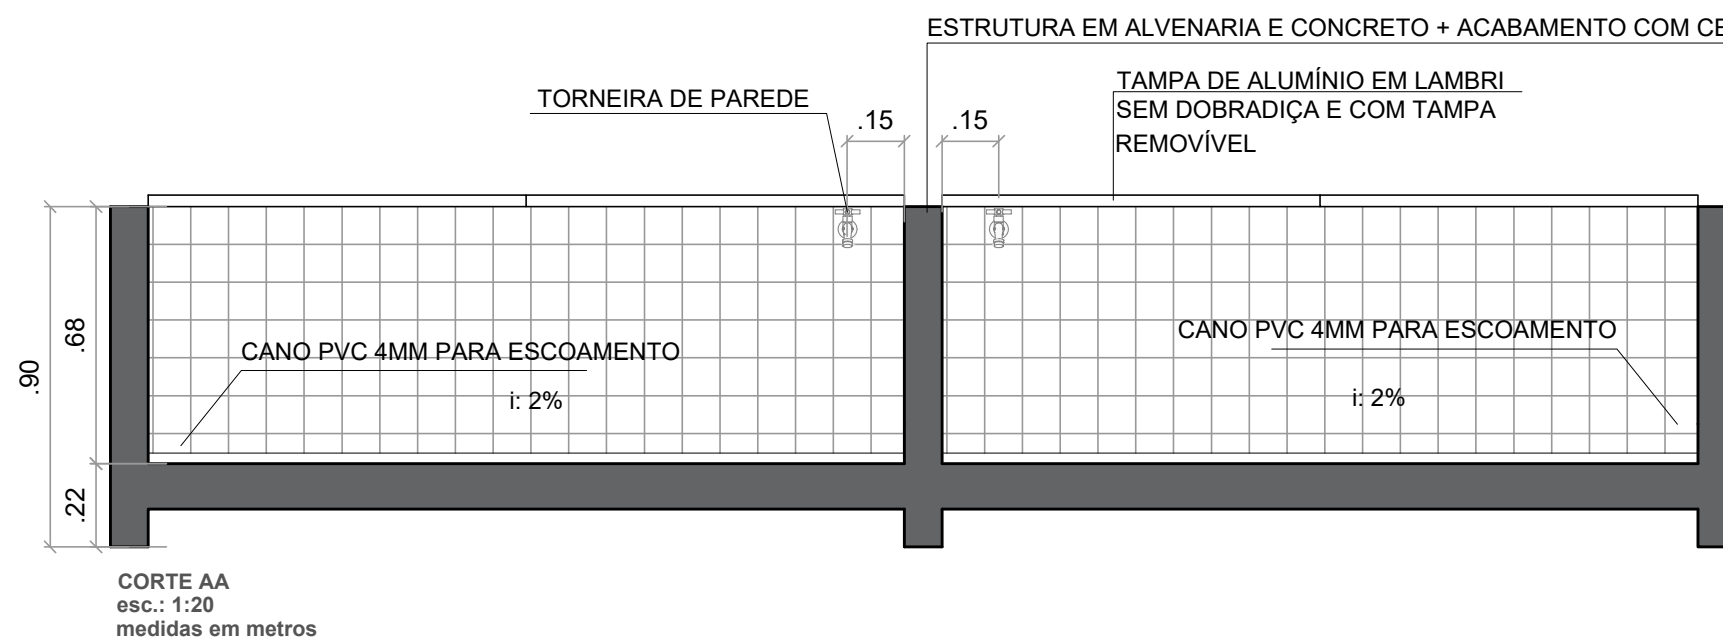 ESTRUTURA EM ALVENARIA E CONCRETO + ACABAMENTO COM
TAMPA DE ALUMÍNIO EM LAMBRI
SEM DOBRADIÇA E COM TAMPA
REMOVÍVEL
TORNEIRA DE PAREDE
.15
.15
.90
.68
.22
CANO PVC 4MM PARA ESCOAMENTO
i: 2%
CANO PVC 4MM PARA ESCOAMENTO
i: 2%
CORTE AA
esc.: 1:20
medidas em metros